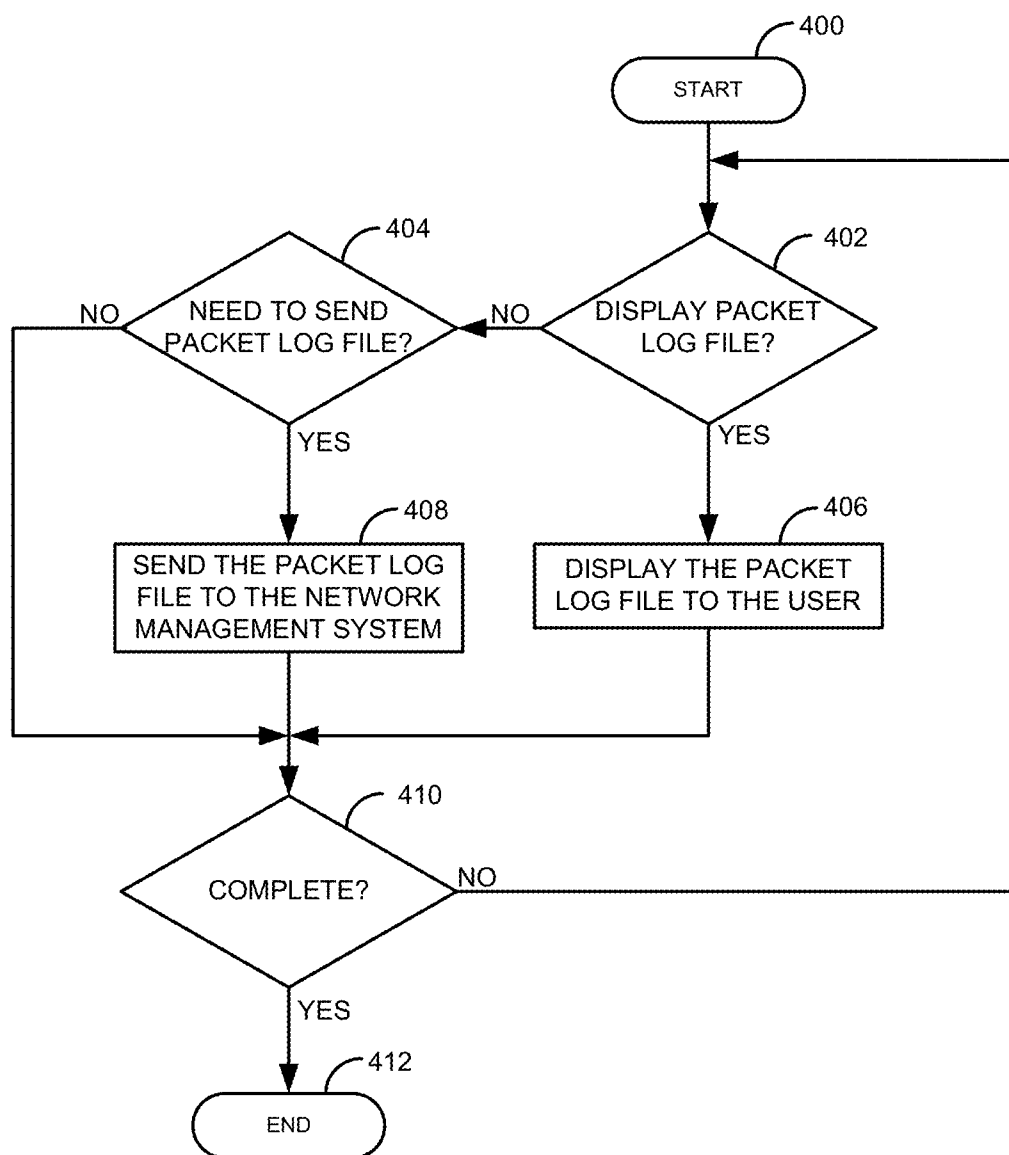 400
START
404
402
NO
NEED TO SEND
PACKET LOG FILE?
NO
DISPLAY PACKET
LOG FILE?
YES
YES
408
406
SEND THE PACKET LOG
FILE TO THE NETWORK
MANAGEMENT SYSTEM
DISPLAY THE PACKET
LOG FILE TO THE USER
410
COMPLETE?
NO
YES
412
END